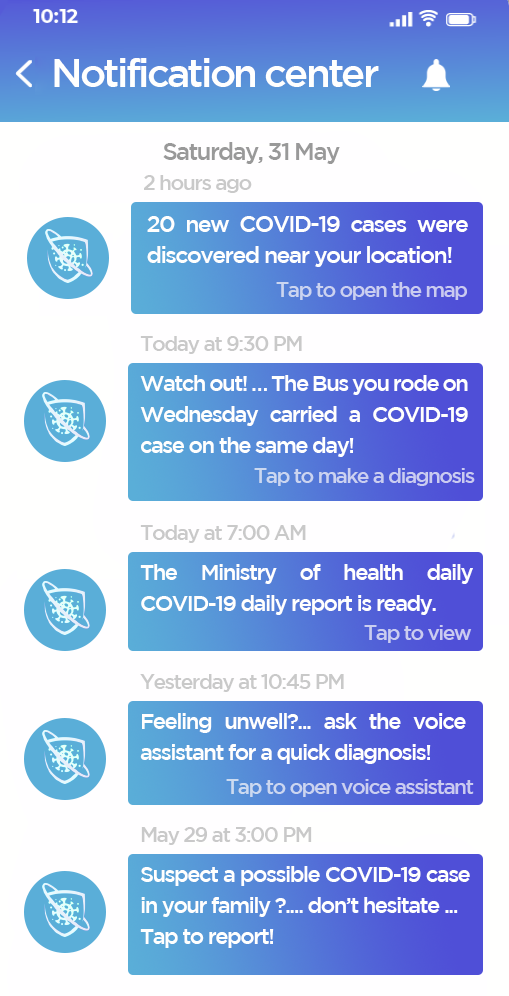 10:12
Notification center
Saturday, 31 May
2 hours ago
20 new COVID-19 cases were
discovered near your location!
Tap to open the map
Today at 9:30 PM
Watch out! ... The Bus you rode on
Wednesday carried a COVID-19
case on the same day!
Tap to make a diagnosis
Today at 7:00 AM
The Ministry of health daily
COVID-19 daily report is ready.
Tap to view
Yesterday at 10:45 PM
Feeling unwell?... ask the voice
assistant for a quick diagnosis!
Tap to open voice assistant
May 29 at 3:00 PM
Suspect a possible COVID-19 case
in your family ?.... don't hesitate ...
Tap to report!